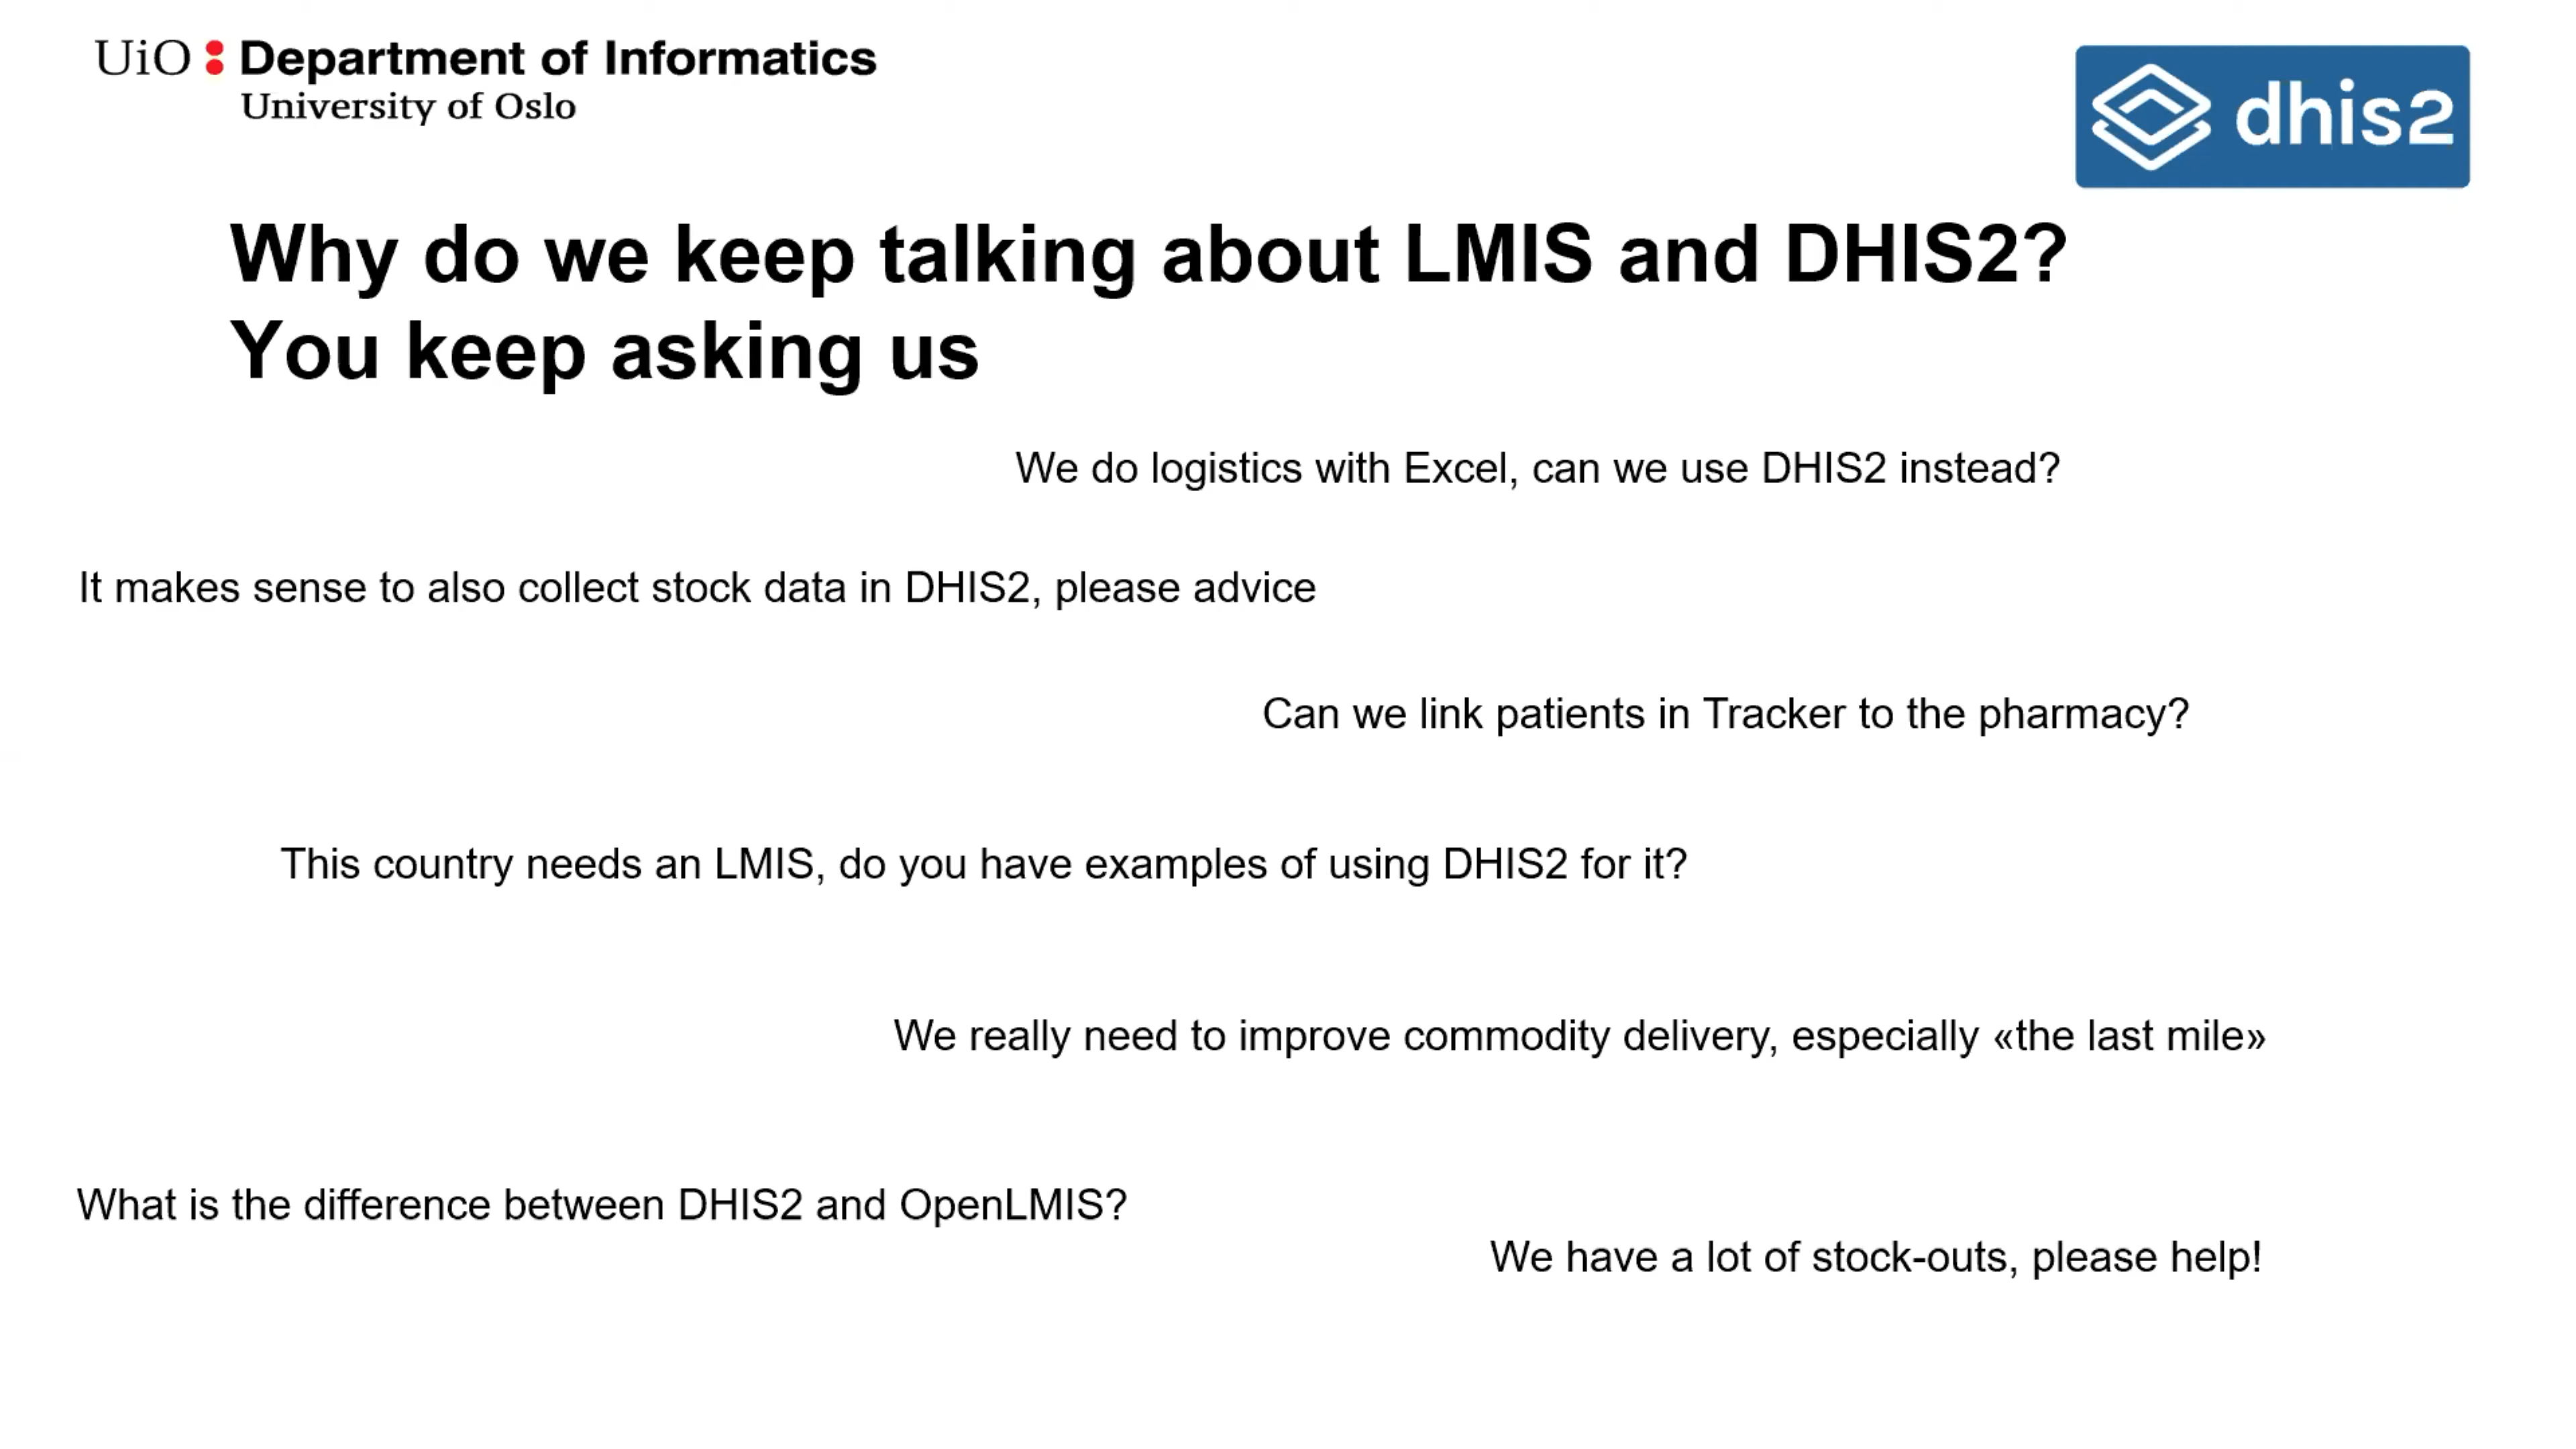 UiO : Department of Informatics
University of Oslo
dhis2
Why do we keep talking about LMIS and DHIS2?
You keep asking us
We do logistics with Excel, can we use DHIS2 instead?
It makes sense to also collect stock data in DHIS2, please advice
Can we link patients in Tracker to the pharmacy?
This country needs an LMIS, do you have examples of using DHIS2 for it?
We really need to improve commodity delivery, especially «the last mile»
What is the difference between DHIS2 and OpenLMIS?
We have a lot of stock-outs, please help!